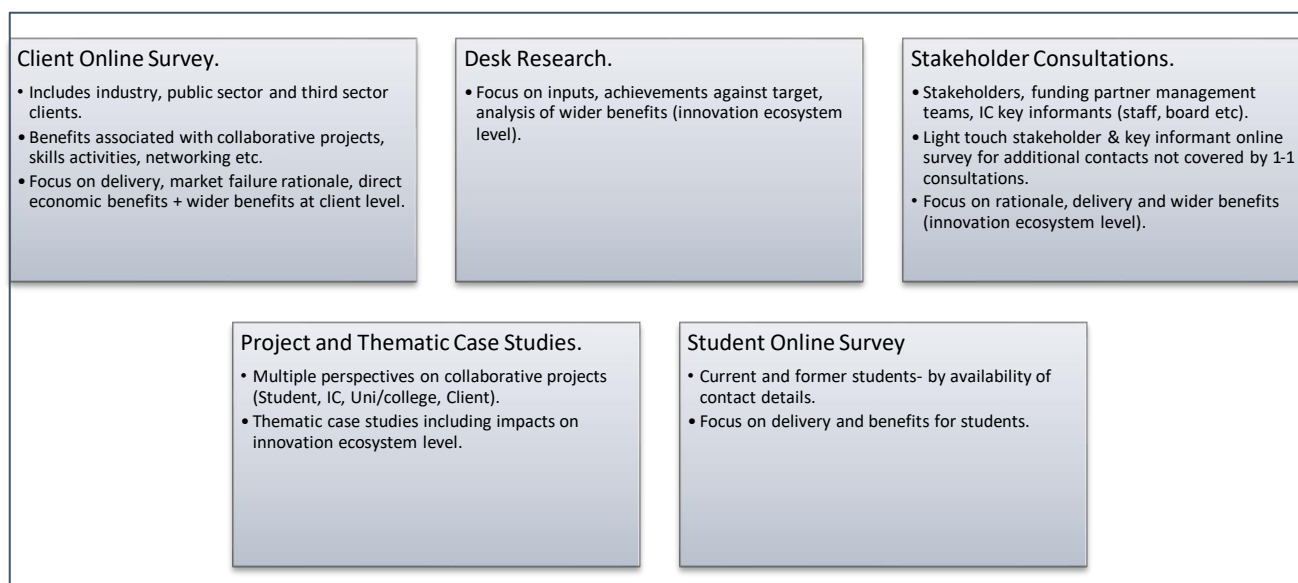 Client Online Survey.
• Includes industry, public sector and third sector
clients.
• Benefits associated with collaborative projects,
skills activities, networking etc.
• Focus on delivery, market failure rationale, direct
economic benefits + wider benefits at client level.
Desk Research.
• Focus on inputs, achievements against target,
analysis of wider benefits (innovation ecosystem
level).
Stakeholder Consultations.
• Stakeholders, funding partner management
teams, IC key informants (staff, board etc).
• Light touch stakeholder & key informant online
survey for additional contacts not covered by 1-1
consultations.
• Focus on rationale, delivery and wider benefits
(innovation ecosystem level).
Project and Thematic Case Studies.
• Multiple perspectives on collaborative projects
(Student, IC, Uni/college, Client).
• Thematic case studies including impacts on
innovation ecosystem level.
Student Online Survey
• Current and former students- by availability of
contact details.
• Focus on delivery and benefits for students.